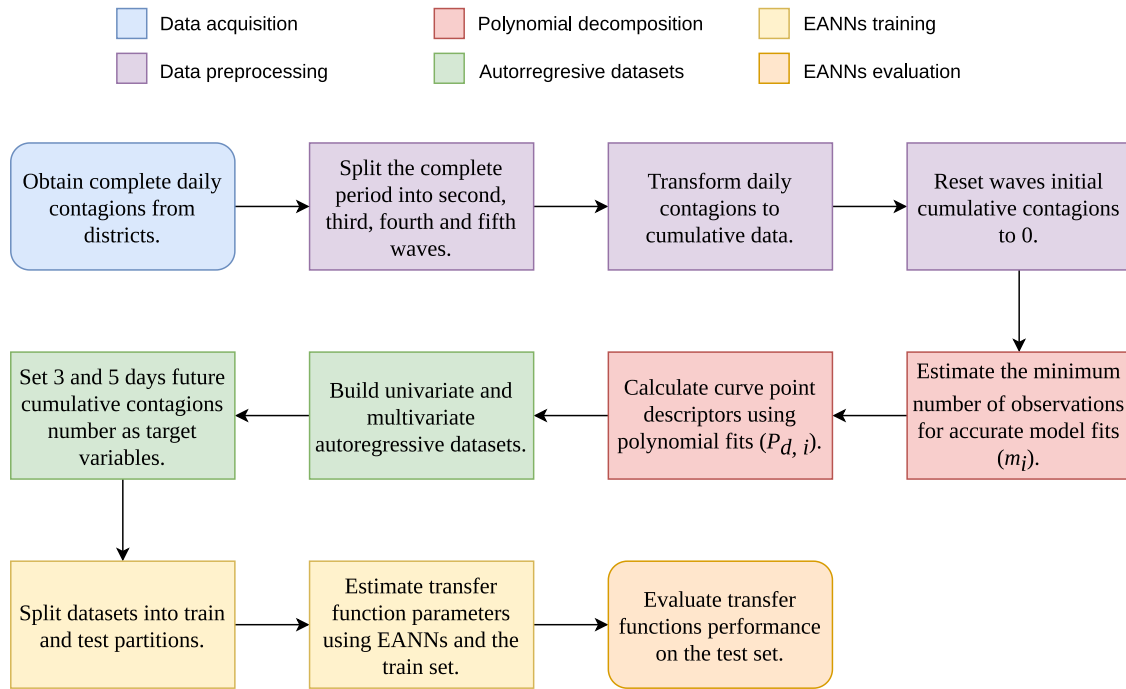 Data acquisition
Polynomial decomposition
EANNs training
Data preprocessing
Autorregresive datasets
EANNs evaluation
Obtain complete daily
contagions from
districts.
Split the complete
period into second,
third, fourth and fifth
waves.
Transform daily
contagions to
cumulative data.
Reset waves initial
cumulative contagions
to 0.
Estimate the minimum
number of observations
for accurate model fits
(mi).
Calculate curve point
descriptors using
polynomial fits (Pd, i).
Build univariate and
multivariate
autoregressive datasets.
Set 3 and 5 days future
cumulative contagions
number as target
variables.
Split datasets into train
and test partitions.
Estimate transfer
function parameters
using EANNs and the
train set.
Evaluate transfer
functions performance
on the test set.